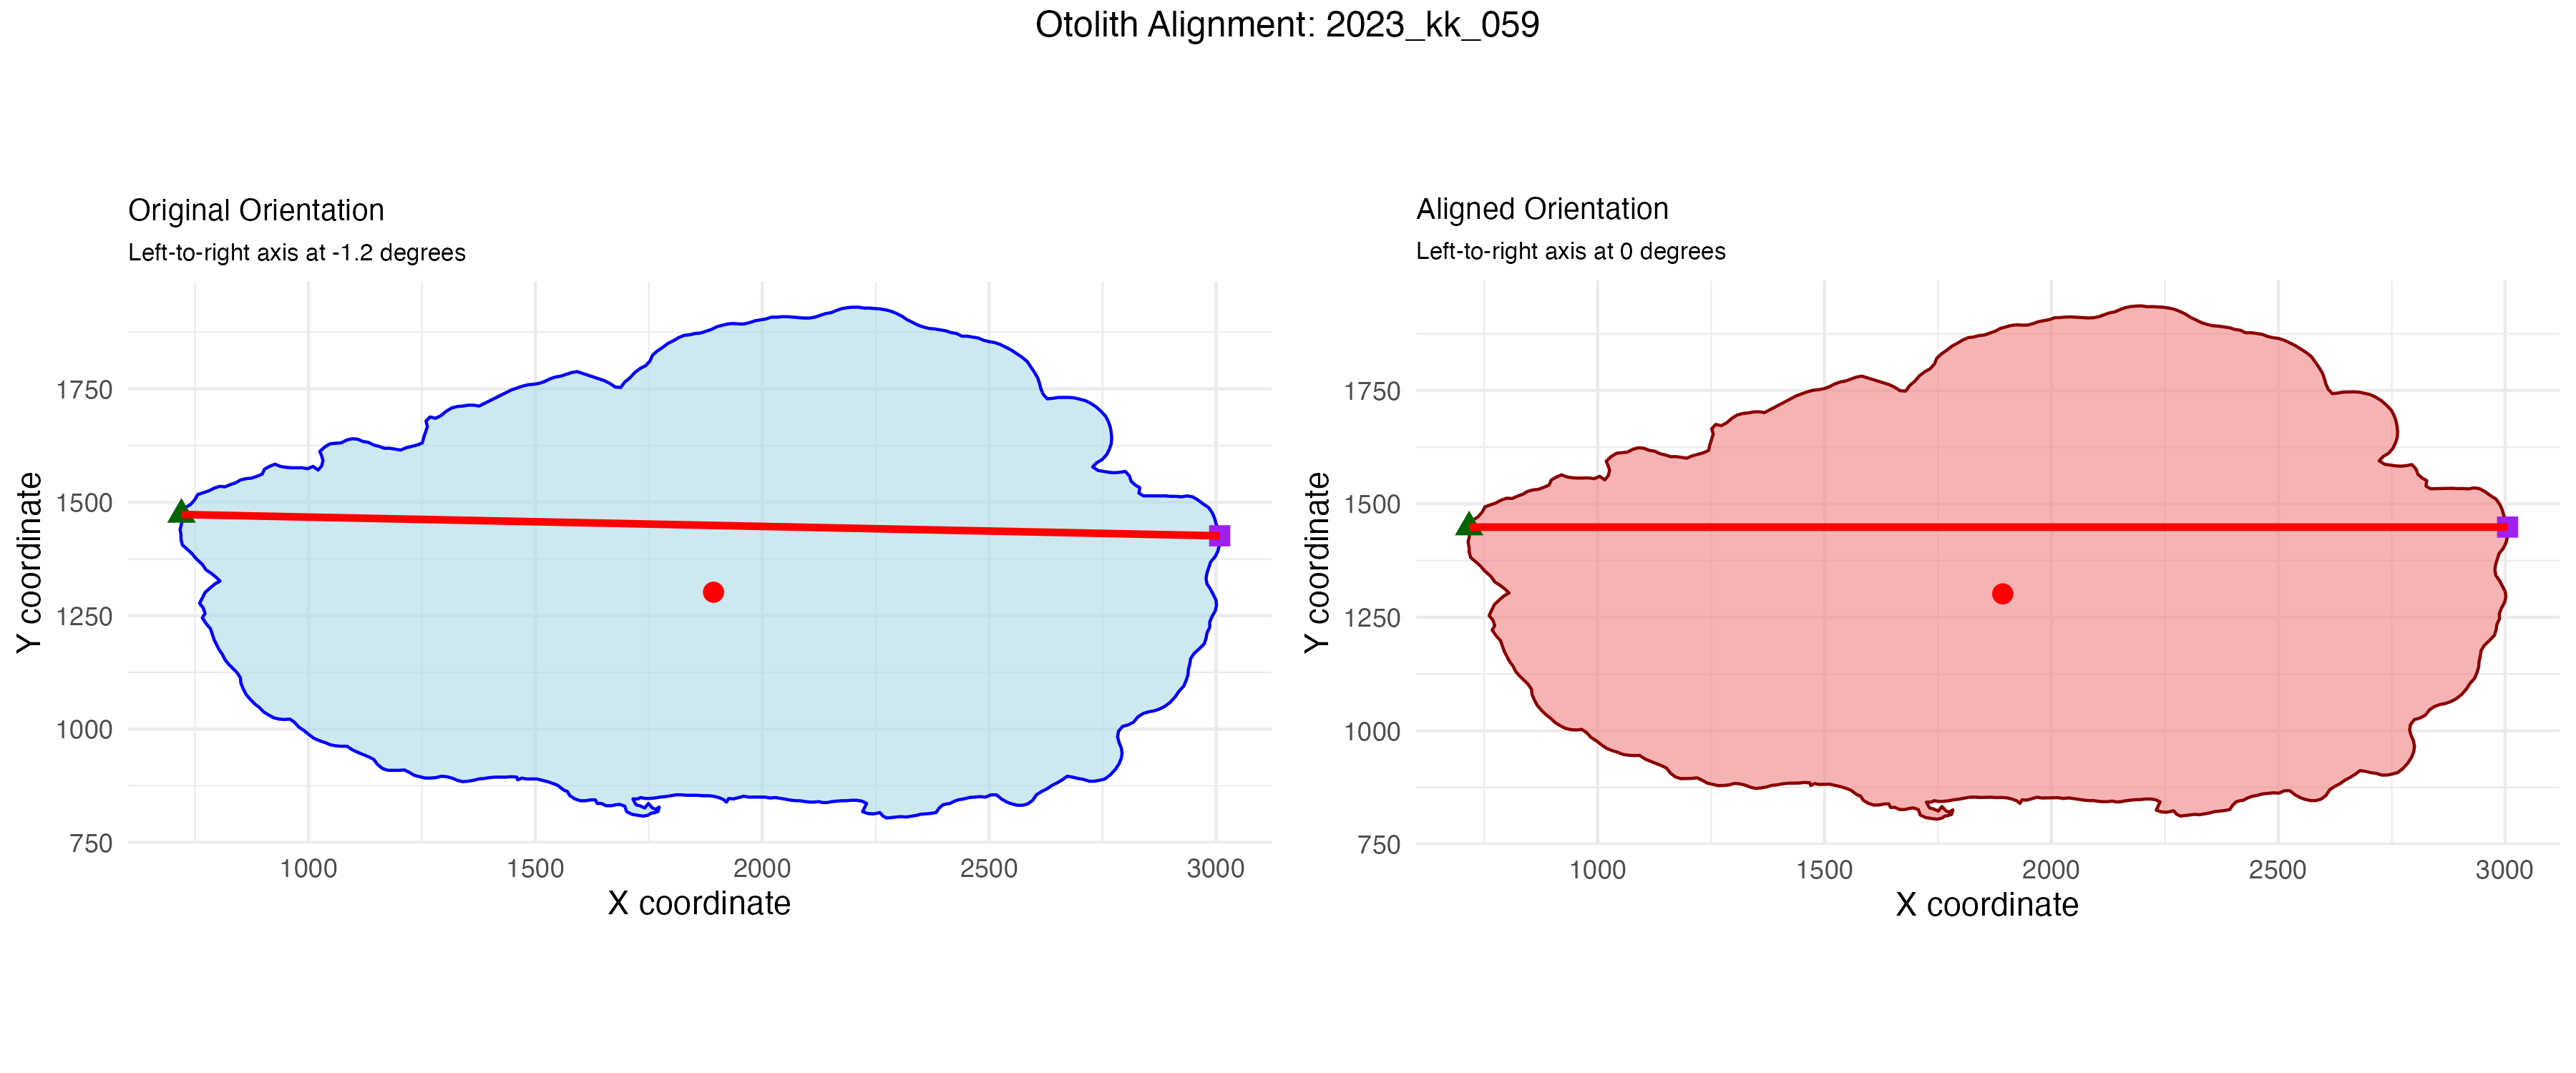 Otolith Alignment: 2023_kk_059
Original Orientation
Left-to-right axis at -1.2 degrees
Y coordinate
1750
1500
1250
1000
750
1000
1500
2000
2500
3000
X coordinate
Aligned Orientation
Left-to-right axis at 0 degrees
Y coordinate
1750
1500
1250
1000
750
1000
1500
2000
2500
3000
X coordinate